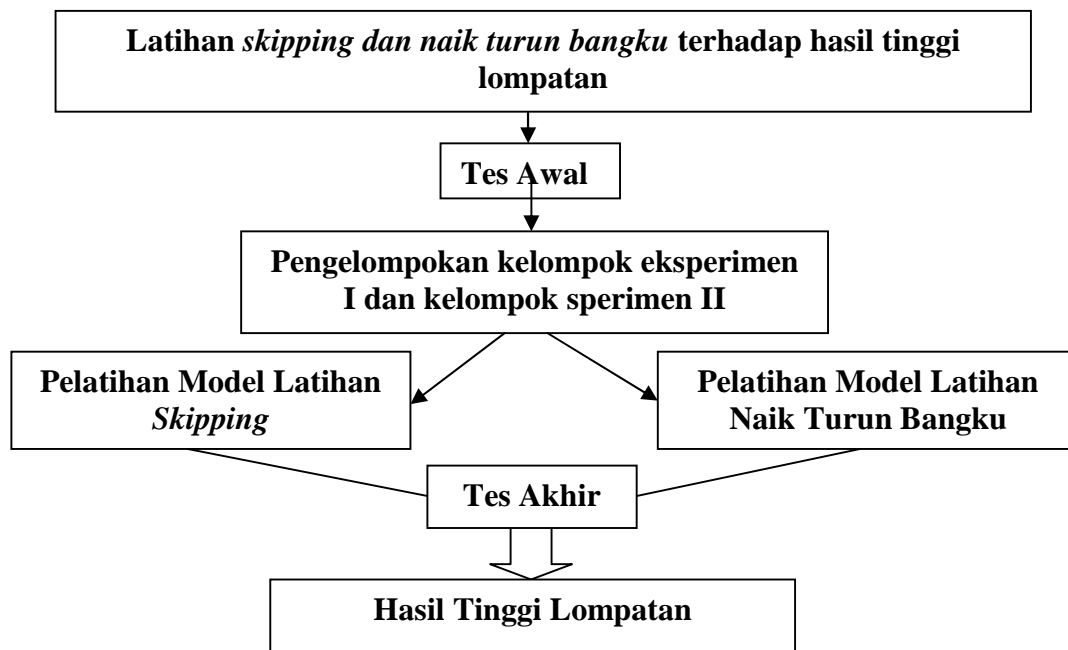 Latihan skipping dan naik turun bangku terhadap hasil tinggi
lompatan
Tes Awal
Pengelompokan kelompok eksperimen
I dan kelompok sperimen II
Pelatihan Model Latihan
Skipping
Pelatihan Model Latihan
Naik Turun Bangku
Tes Akhir
Hasil Tinggi Lompatan